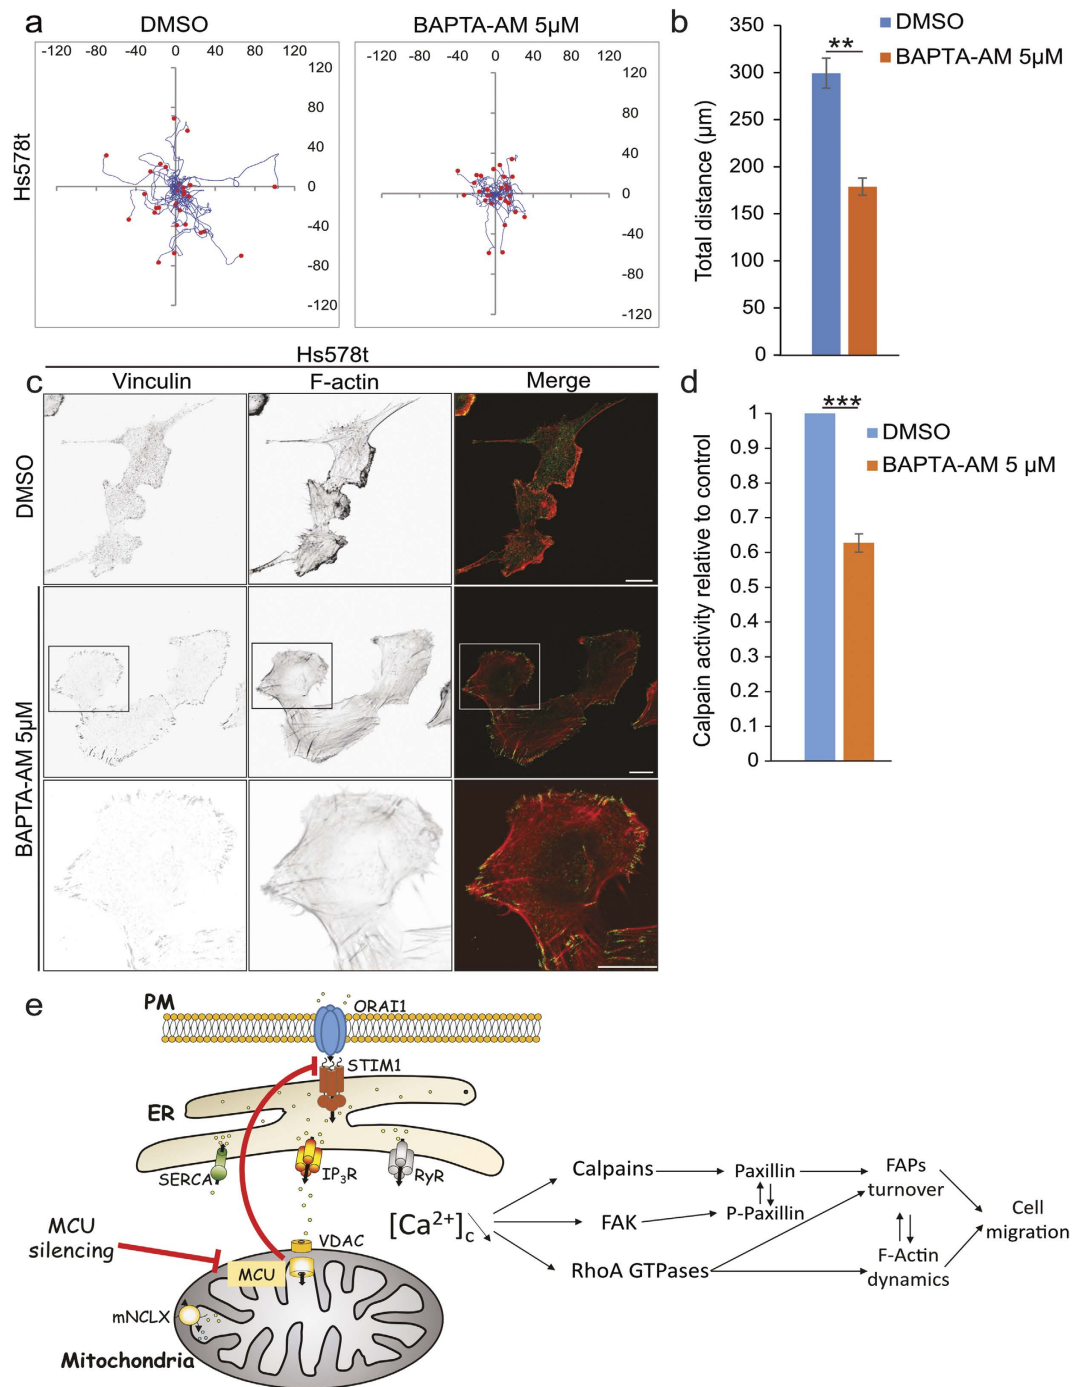 a
DMSO
BAPTA-AM 5µM
Hs578t
-120 -80 -40 0 40 80 120
120
80
40
0
-40
-80
-120
-120 -80 -40 0 40 80 120
120
80
40
0
-40
-80
-120
b
DMSO
BAPTA-AM 5µM
**
Total distance (µm)
350
300
250
200
150
100
50
0
Hs578t
c
Vinculin F-actin Merge
DMSO
BAPTA-AM 5µM
d
***
DMSO
BAPTA-AM 5 µM
Calpain activity relative to control
1
0.9
0.8
0.7
0.6
0.5
0.4
0.3
0.2
0.1
0
e
PM
ORAI1
STIM1
ER
SERCA
IP3R
RyR
MCU
silencing
VDAC
MCU
mNCLX
Mitochondria
[Ca2+]c
Calpains
FAK
RhoA GTPases
Paxillin
P-Paxillin
FAPs
turnover
F-Actin
dynamics
Cell
migration